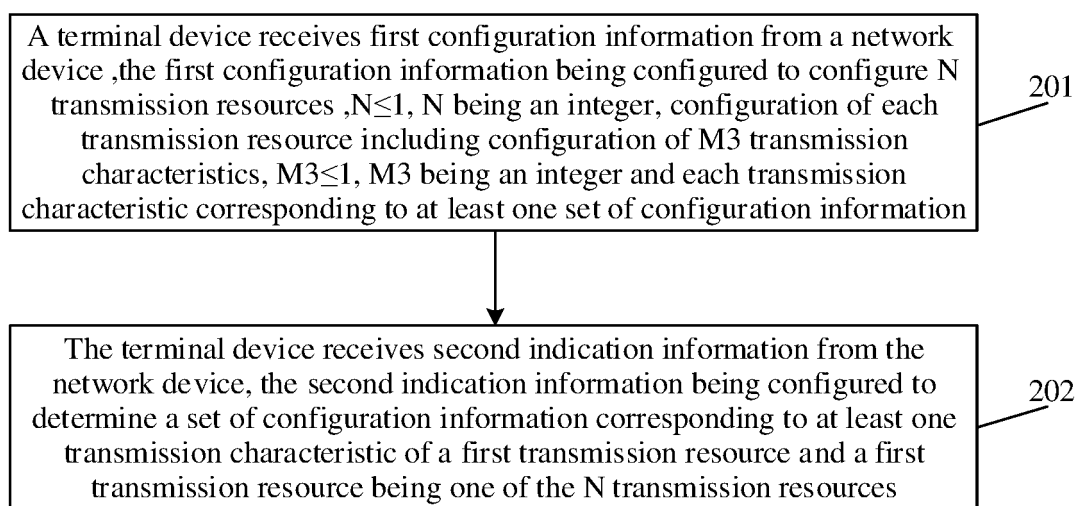 A terminal device receives first configuration information from a network
device ,the first configuration information being configured to configure N
transmission resources ,N≤1, N being an integer, configuration of each
transmission resource including configuration of M3 transmission
characteristics, M3≤1, M3 being an integer and each transmission
characteristic corresponding to at least one set of configuration information
201
The terminal device receives second indication information from the
network device, the second indication information being configured to
determine a set of configuration information corresponding to at least one
transmission characteristic of a first transmission resource and a first
transmission resource being one of the N transmission resources
202